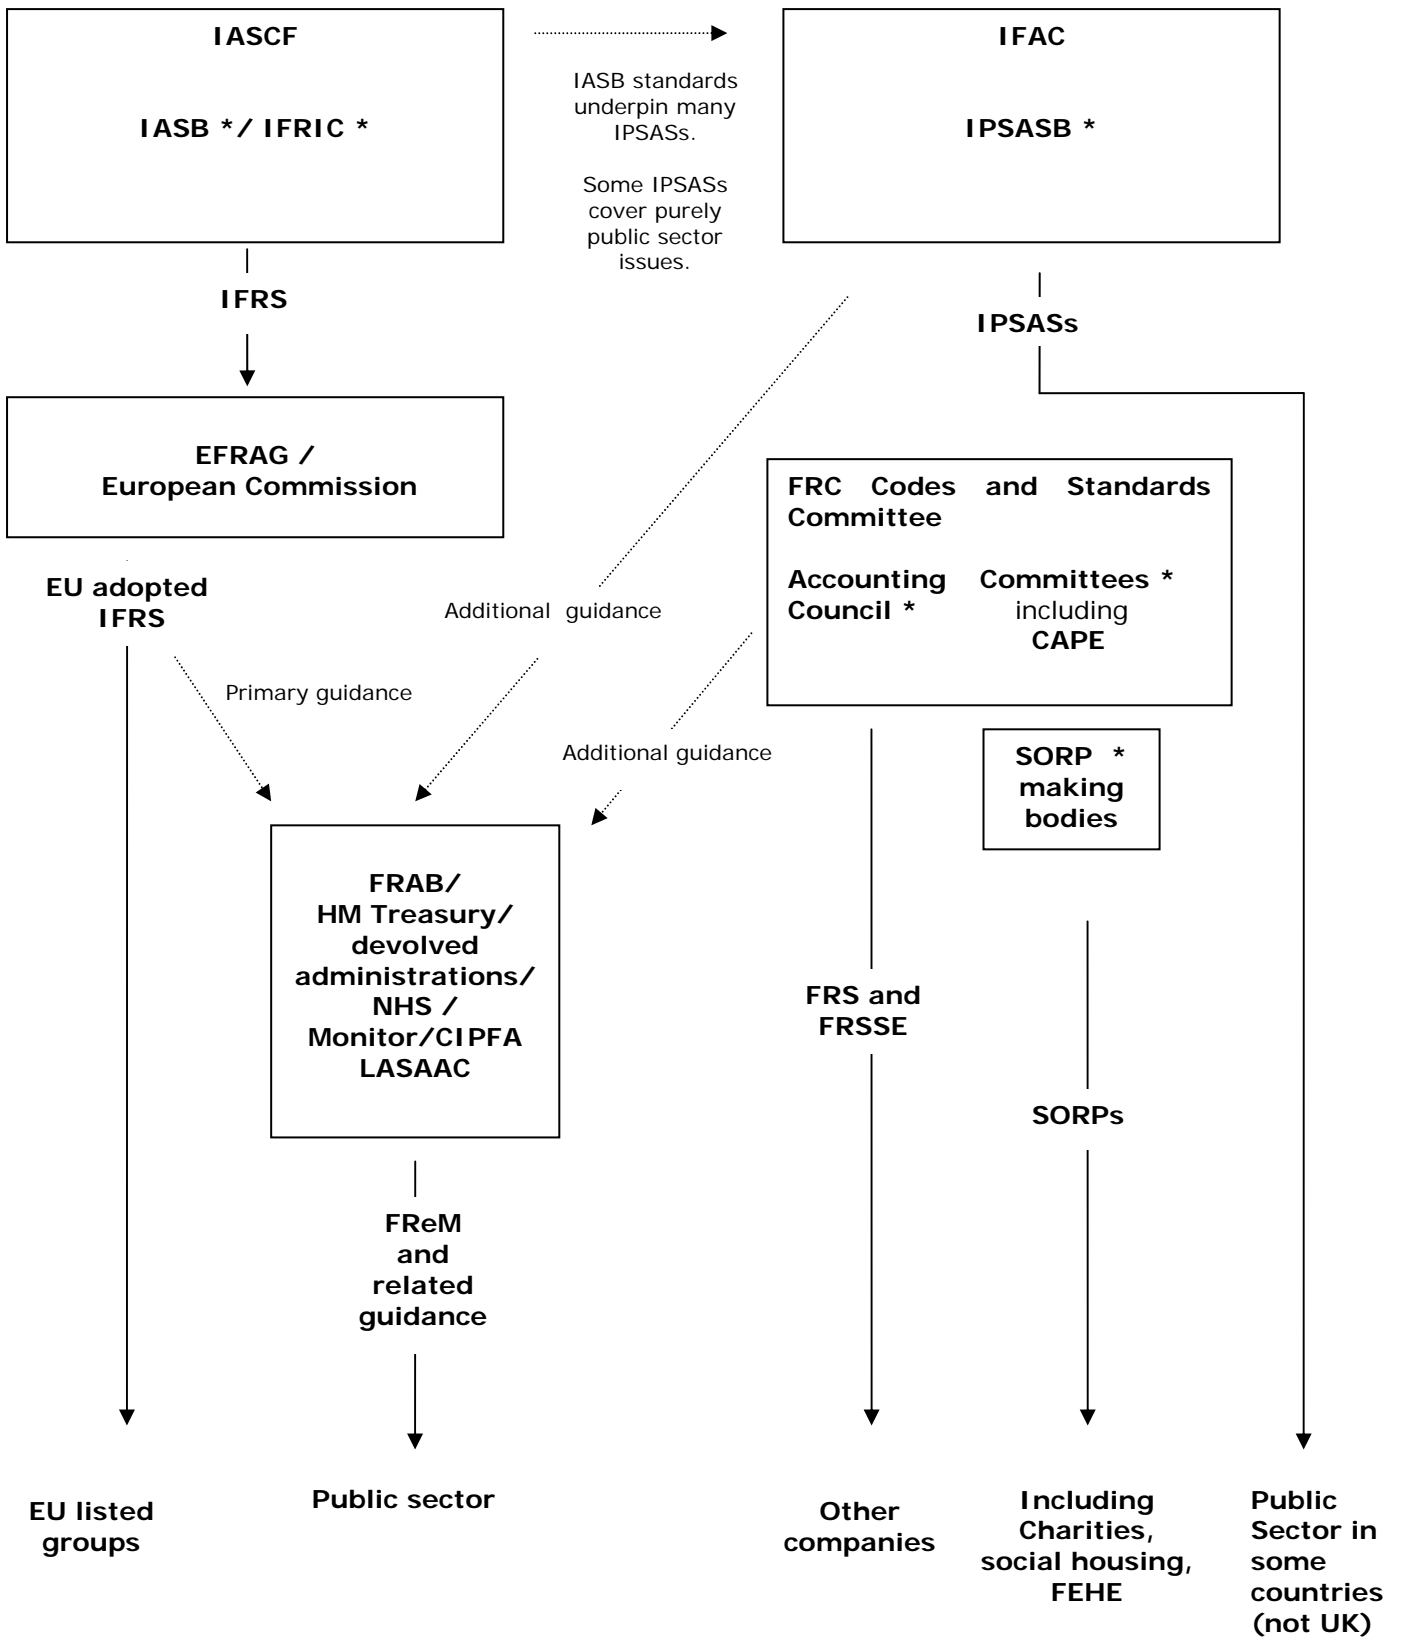 IASCF
IASB */ IFRIC *
IASB standards
underpin many
IPSASs.
Some IPSASs
cover purely
public sector
issues.
IFAC
IPSASB *
IFRS
IPSASs
EFRAG /
European Commission
FRC Codes and Standards
Committee
Accounting Committees *
Council * including
CAPE
EU adopted
IFRS
Additional guidance
Primary guidance
Additional guidance
SORP *
making
bodies
FRAB/
HM Treasury/
devolved
administrations/
NHS /
Monitor/CIPFA
LASAAC
FRS and
FRSSE
SORPs
FReM
and
related
guidance
EU listed
groups
Public sector
Other
companies
Including
Charities,
social housing,
FEHE
Public
Sector in
some
countries
(not UK)